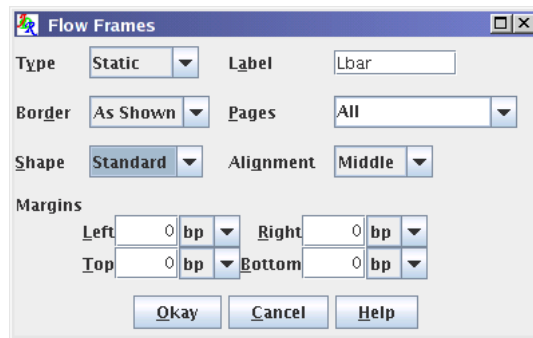 Flow Frames
Type Static Label Lbar
Border As Shown Pages All
Shape Standard Alignment Middle
Margins
Left 0 bp Right 0 bp
Top 0 bp Bottom 0 bp
Okay Cancel Help